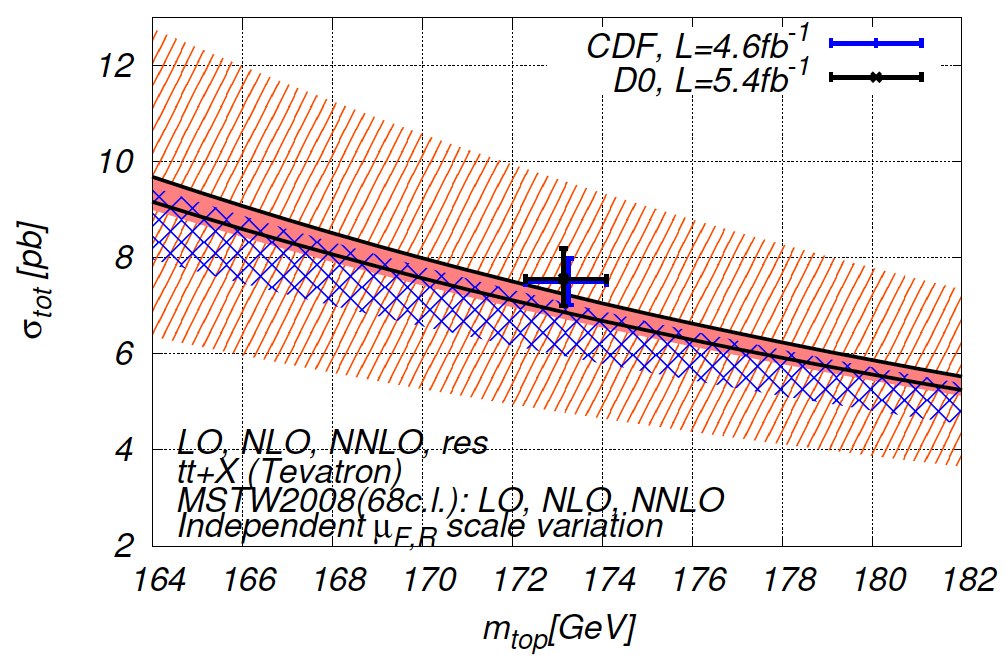 CDF, L=4.6fb⁻¹
D0, L=5.4fb⁻¹
12
10
8
6
4
2
σtot [pb]
LO, NLO, NNLO, res
tt+X (Tevatron)
MSTW2008(68c.l.): LO, NLO, NNLO
Independent μF,R scale variation
164 166 168 170 172 174 176 178 180 182
mtop[GeV]